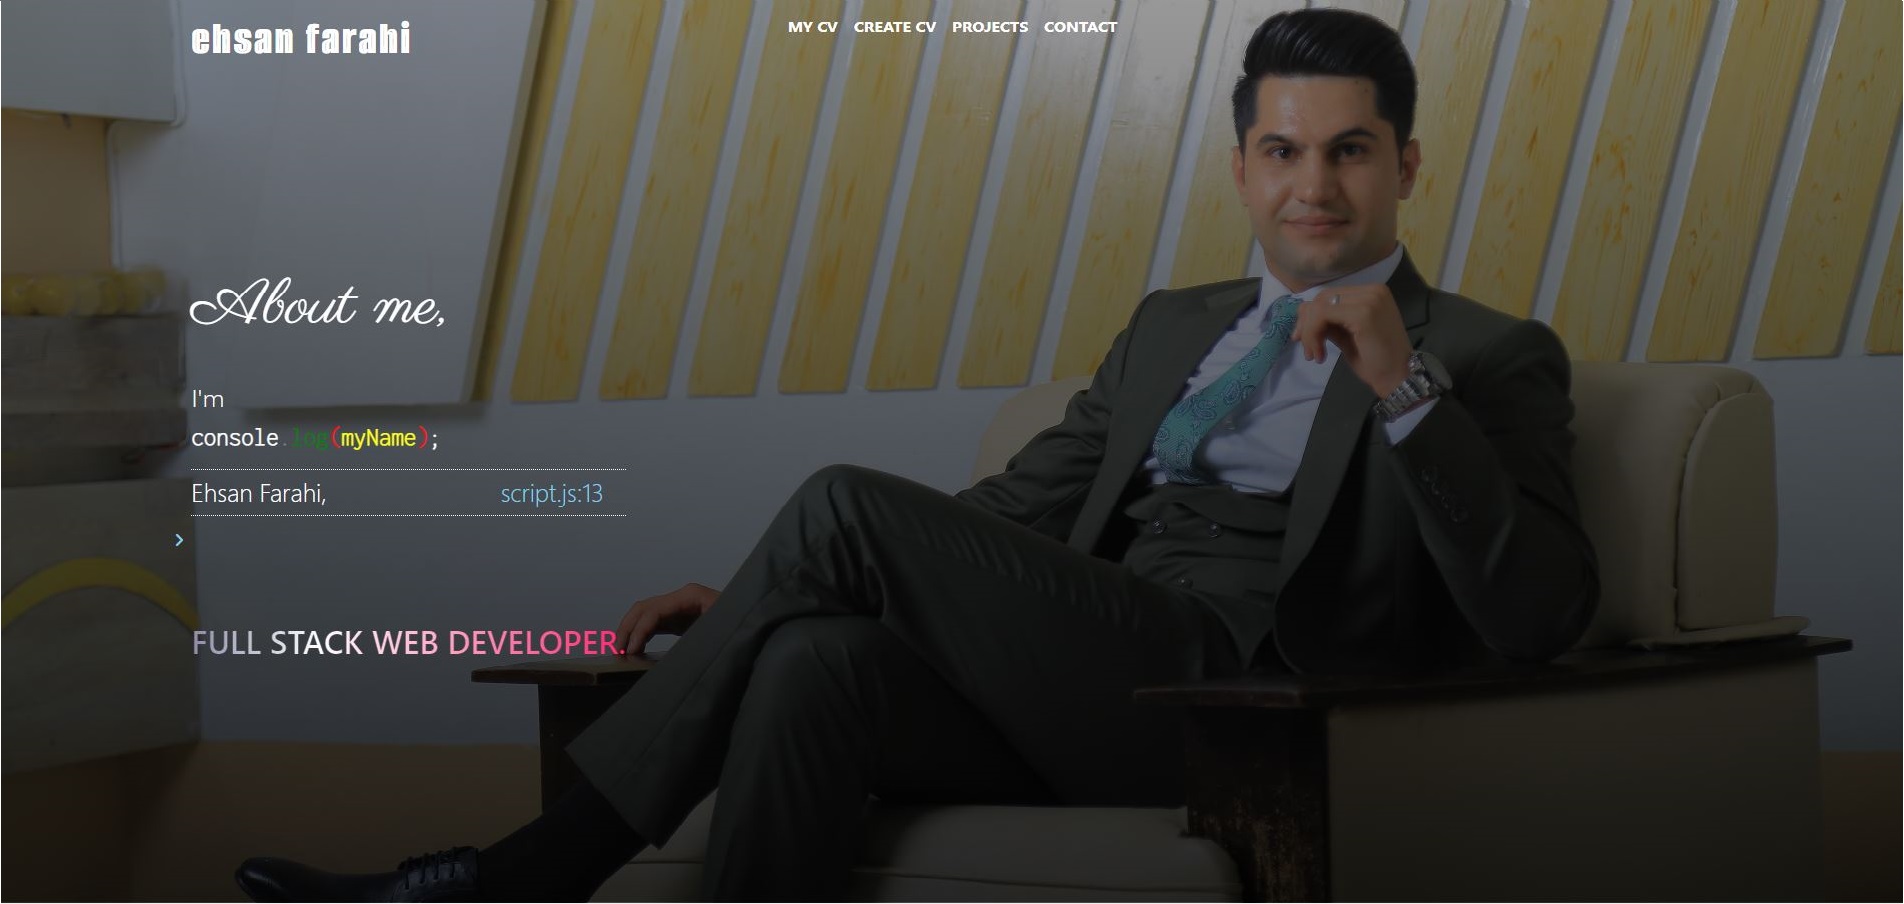 ehsan farahi
MY CV CREATE CV PROJECTS CONTACT
About me,
I'm
console.log(myName);
Ehsan Farahi, script.js:13
›
FULL STACK WEB DEVELOPER.